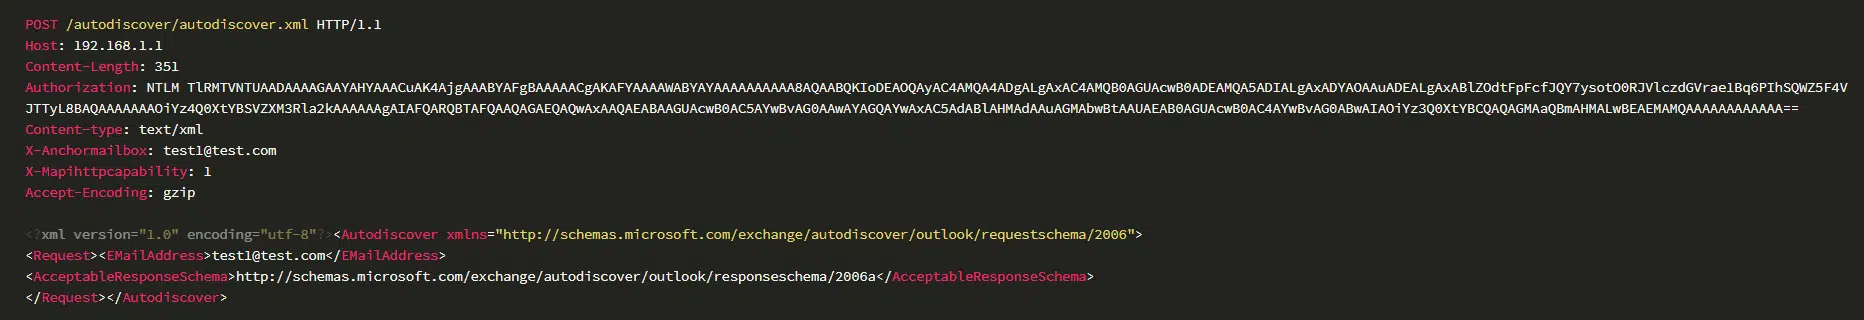 POST /autodiscover/autodiscover.xml HTTP/1.1
Host: 192.168.1.1
Content-Length: 351
Authorization: NTLM TlRMTVNTUAADAAAAGAAYAHYAAACuAK4AjgAAABYAFgBAAAAACgAKAFYAAAAWABYAYAAAAAAAAAA8AQAABQKIoDEAOQAyAC4AMQA4ADgALgAxAC4AMQB0AGUAcwB0ADEAMQA5ADIALgAxADYAOAAuADEALgAxABlZOdtFpFcfJQY7ysotO0RJVlczdGVrae1Bq6PIhSQWZ5F4V
JTTyL8BAQAAAAAAAOiYz4Q0XtYBSVZXM3Rla2kAAAAAAgAIAFQARQBTAFQAAQAGAEQAQwAxAAQAEABAAGUAcwB0AC5AYwBvAG0AAwAYAGQAYwAxAC5AdABlAHMAdAAuAGMAbwBtAAUAEAB0AGUAcwB0AC4AYwBvAG0ABwAIAOiYz3Q0XtYBCQAQAGMAaQBmAHMALwBEAEMAMQAAAAAAAAAAAAA==
Content-type: text/xml
X-Anchormailbox: test1@test.com
X-Mapihttpcapability: 1
Accept-Encoding: gzip
<?xml version="1.0" encoding="utf-8"?><Autodiscover xmlns="http://schemas.microsoft.com/exchange/autodiscover/outlook/requestschema/2006">
<Request><EMailAddress>test1@test.com</EMailAddress>
<AcceptableResponseSchema>http://schemas.microsoft.com/exchange/autodiscover/outlook/responseschema/2006a</AcceptableResponseSchema>
</Request></Autodiscover>